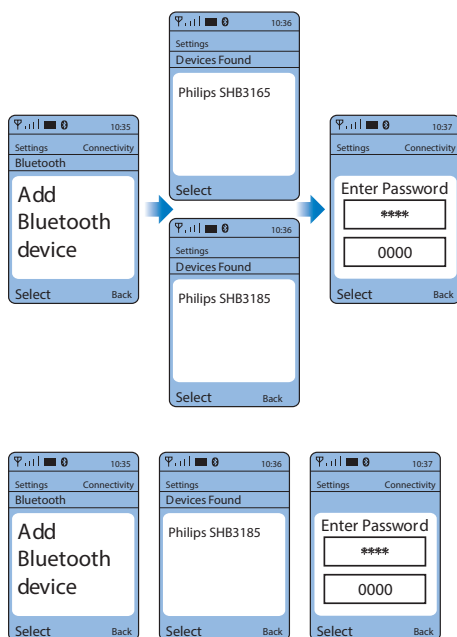 10:35
Settings Connectivity
Bluetooth
Add
Bluetooth
device
Select Back
10:36
Settings
Devices Found
Philips SHB3165
Select
10:36
Settings
Devices Found
Philips SHB3185
Select Back
10:37
Settings Connectivity
Enter Password
****
0000
Select Back
10:35
Settings Connectivity
Bluetooth
Add
Bluetooth
device
Select Back
10:36
Settings
Devices Found
Philips SHB3185
Select Back
10:37
Settings Connectivity
Enter Password
****
0000
Select Back